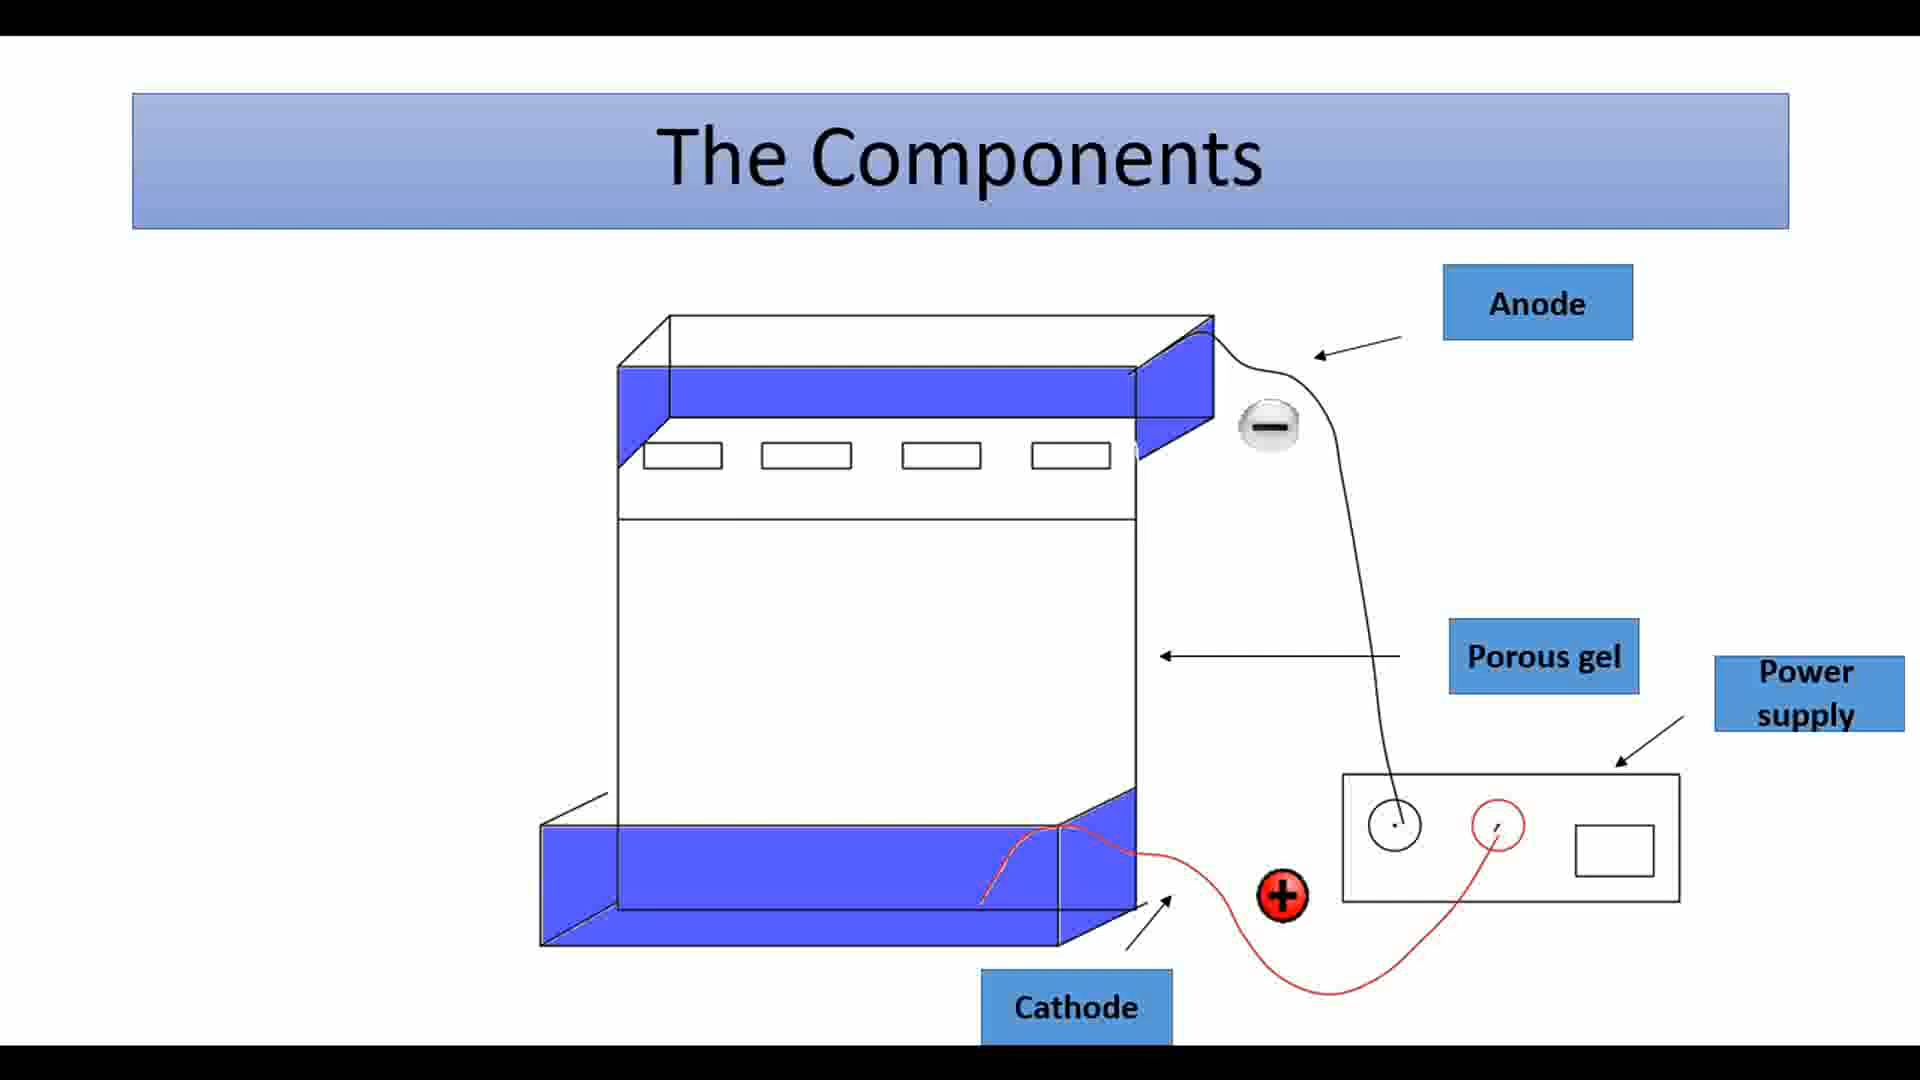 The Components
Anode
Porous gel
Power
supply
Cathode